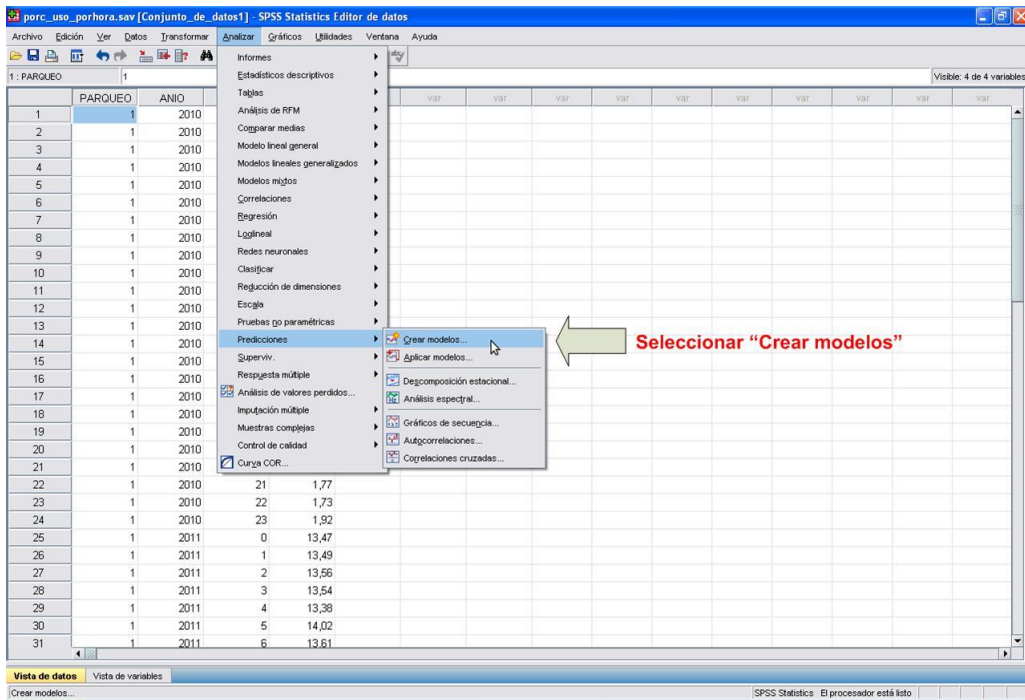 porc_uso_porhora.sav [Conjunto_de_datos1] - SPSS Statistics Editor de datos
Archivo Edición Ver Datos Transformar Analizar Gráficos Utilidades Ventana Ayuda
1 : PARQUEO 1 Visible: 4 de 4 variables
PARQUEO ANIO var var var var var var var var var
1 1 2010
2 1 2010
3 1 2010
4 1 2010
5 1 2010
6 1 2010
7 1 2010
8 1 2010
9 1 2010
10 1 2010
11 1 2010
12 1 2010
13 1 2010
14 1 2010
15 1 2010
16 1 2010
17 1 2010
18 1 2010
19 1 2010
20 1 2010
21 1 2010
22 1 2010 21 1,77
23 1 2010 22 1,73
24 1 2010 23 1,92
25 1 2011 0 13,47
26 1 2011 1 13,49
27 1 2011 2 13,56
28 1 2011 3 13,54
29 1 2011 4 13,38
30 1 2011 5 14,02
31 1 2011 6 13,61
Informes
Estadísticos descriptivos
Tablas
Análisis de RFM
Comparar medias
Modelo lineal general
Modelos lineales generalizados
Modelos mixtos
Correlaciones
Regresión
Loglineal
Redes neuronales
Clasificar
Reducción de dimensiones
Escala
Pruebas no paramétricas
Predicciones
Superviv.
Respuesta múltiple
Análisis de valores perdidos...
Imputación múltiple
Muestras complejas
Control de calidad
Curva COR...
Crear modelos...
Aplicar modelos...
Descomposición estacional...
Análisis espectral...
Gráficos de secuencia...
Autocorrelaciones...
Correlaciones cruzadas...
Seleccionar “Crear modelos”
Vista de datos Vista de variables
Crear modelos... SPSS Statistics El procesador está listo